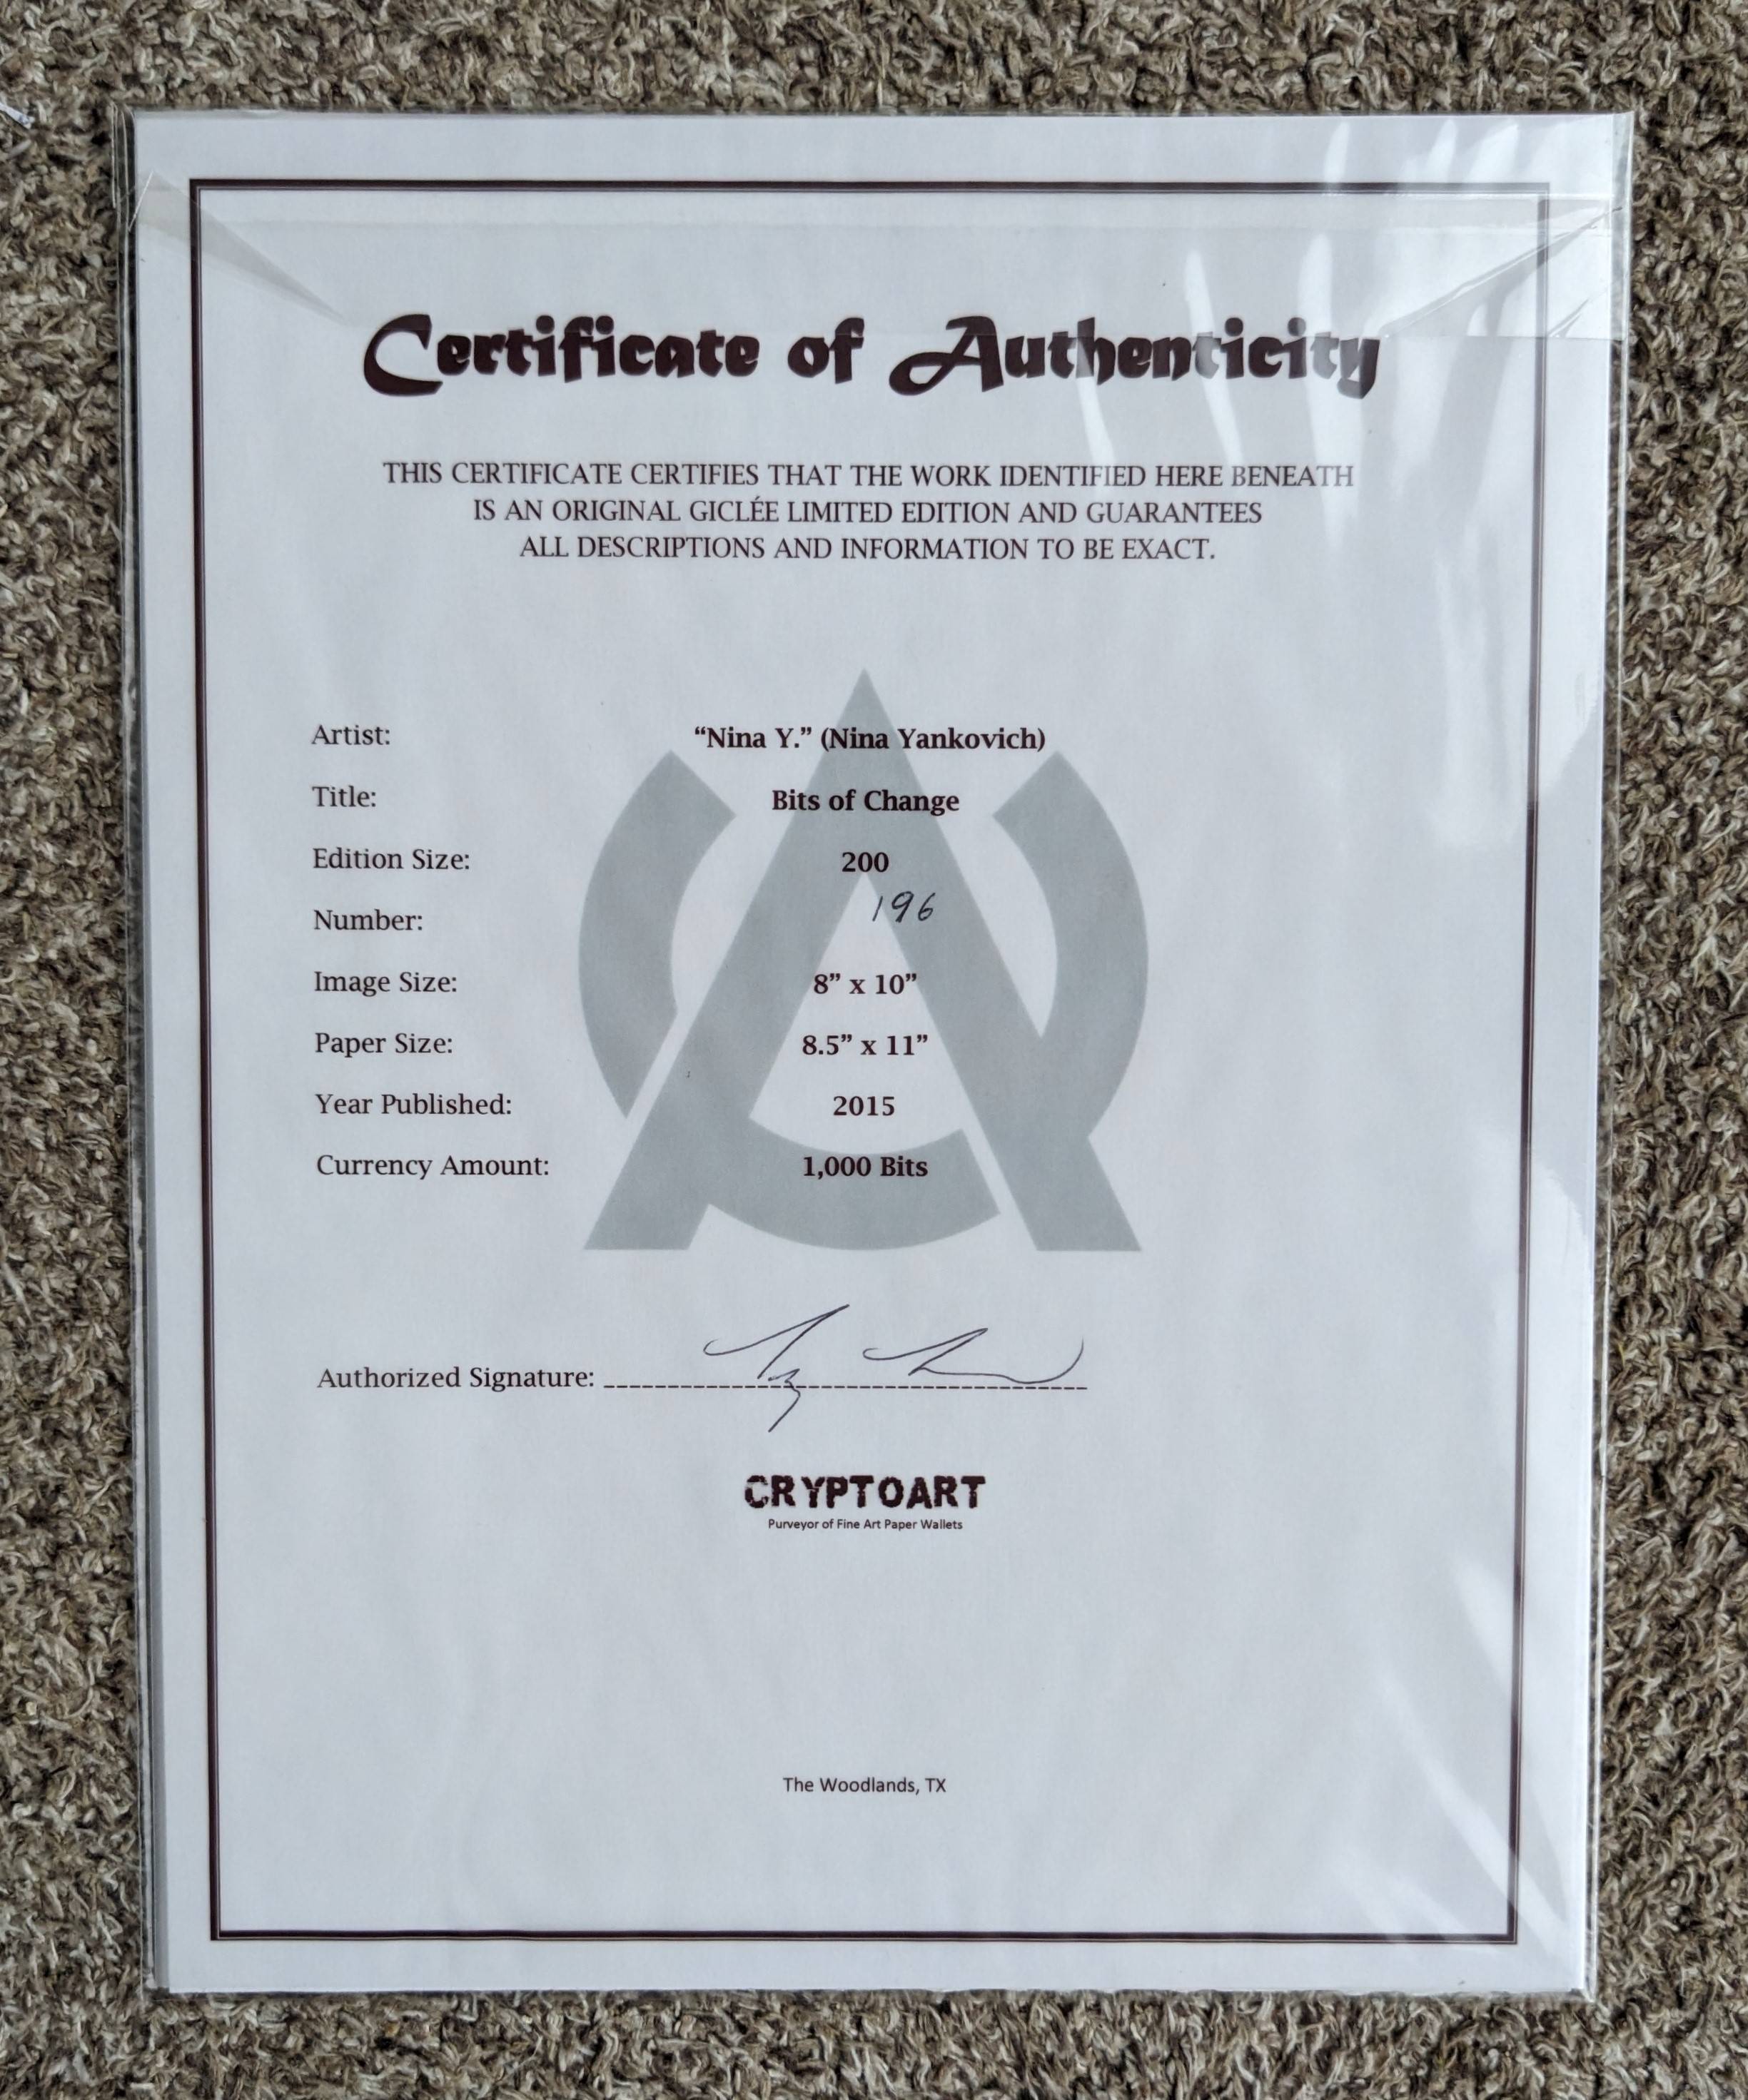 Certificate of Authenticity
THIS CERTIFICATE CERTIFIES THAT THE WORK IDENTIFIED HERE BENEATH
IS AN ORIGINAL GICLÉE LIMITED EDITION AND GUARANTEES
ALL DESCRIPTIONS AND INFORMATION TO BE EXACT.
Artist: “Nina Y.” (Nina Yankovich)
Title: Bits of Change
Edition Size: 200
Number: 196
Image Size: 8” x 10”
Paper Size: 8.5” x 11”
Year Published: 2015
Currency Amount: 1,000 Bits
Authorized Signature:
CRYPTOART
Purveyor of Fine Art Paper Wallets
The Woodlands, TX